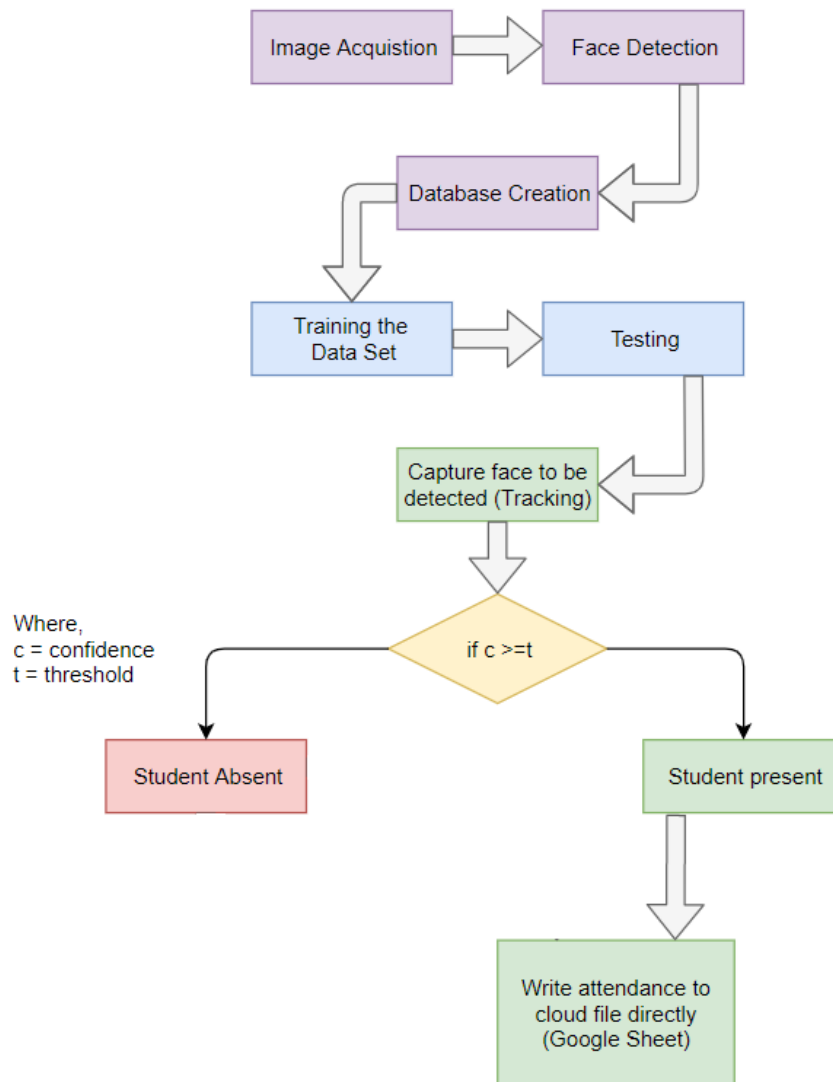 Image Acquistion
Face Detection
Database Creation
Training the
Data Set
Testing
Capture face to be
detected (Tracking)
Where,
c = confidence
t = threshold
if c >=t
Student Absent
Student present
Write attendance to
cloud file directly
(Google Sheet)